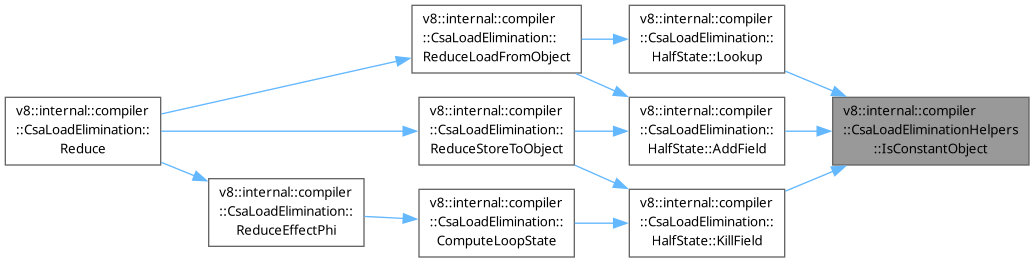 v8::internal::compiler
::CsaLoadElimination::
Reduce
v8::internal::compiler
::CsaLoadElimination::
ReduceEffectPhi
v8::internal::compiler
::CsaLoadElimination::
ReduceLoadFromObject
v8::internal::compiler
::CsaLoadElimination::
ReduceStoreToObject
v8::internal::compiler
::CsaLoadElimination::
ComputeLoopState
v8::internal::compiler
::CsaLoadElimination::
HalfState::Lookup
v8::internal::compiler
::CsaLoadElimination::
HalfState::AddField
v8::internal::compiler
::CsaLoadElimination::
HalfState::KillField
v8::internal::compiler
::CsaLoadEliminationHelpers
::IsConstantObject